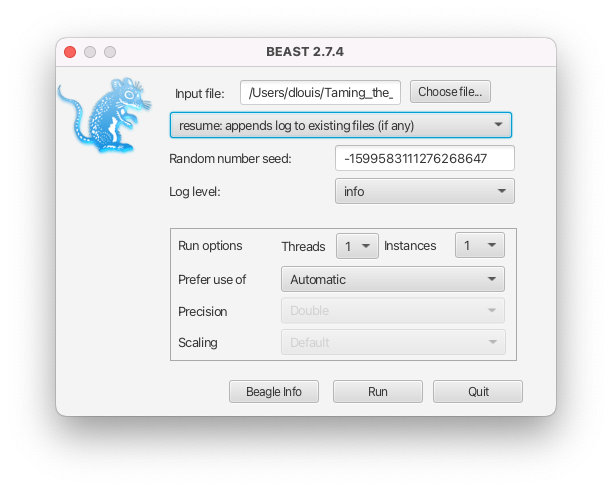 BEAST 2.7.4
Input file: /Users/dlouis/Taming_the_ Choose file...
resume: appends log to existing files (if any)
Random number seed: -1599583111276268647
Log level: info
Run options Threads 1 Instances 1
Prefer use of Automatic
Precision Double
Scaling Default
Beagle Info Run Quit